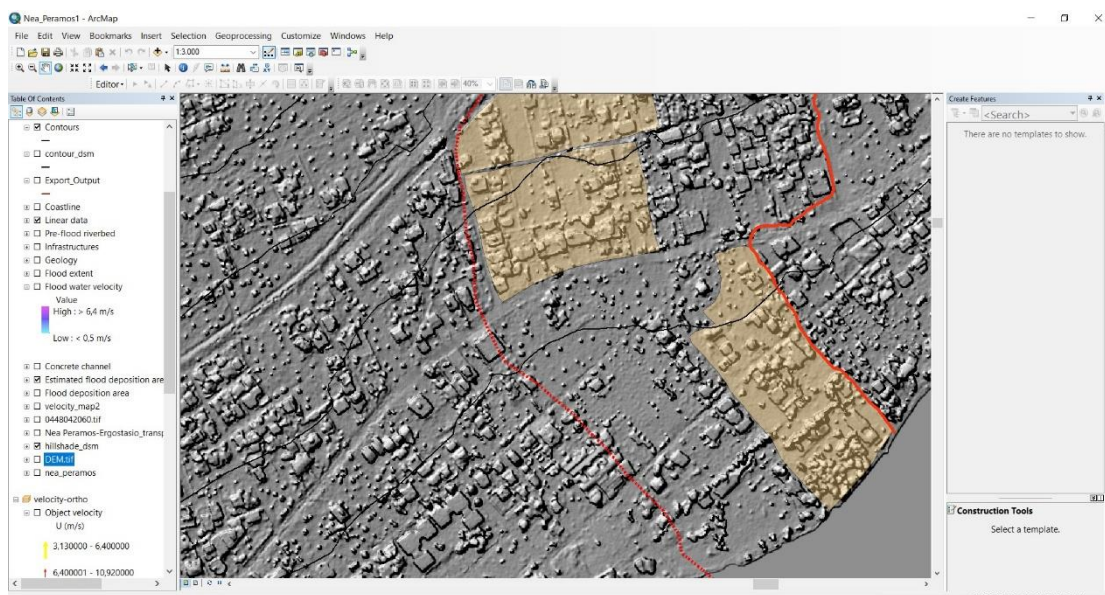 Nea_Peramos1 - ArcMap
File Edit View Bookmarks Insert Selection Geoprocessing Customize Windows Help
1:3.000
Editor
40%
Table Of Contents
Contours
contour_dsm
Export_Output
Coastline
Linear data
Pre-flood riverbed
Infrastructures
Geology
Flood extent
Flood water velocity
Value
High : > 6,4 m/s
Low : < 0,5 m/s
Concrete channel
Estimated flood deposition are
Flood deposition area
velocity_map2
0448042060.tif
Nea Peramos-Ergostasio_transp
hillshade_dsm
DEM.tif
nea_peramos
velocity-ortho
Object velocity
U (m/s)
3,130000 - 6,400000
6,400001 - 10,920000
Create Features
<Search>
There are no templates to show.
Construction Tools
Select a template.